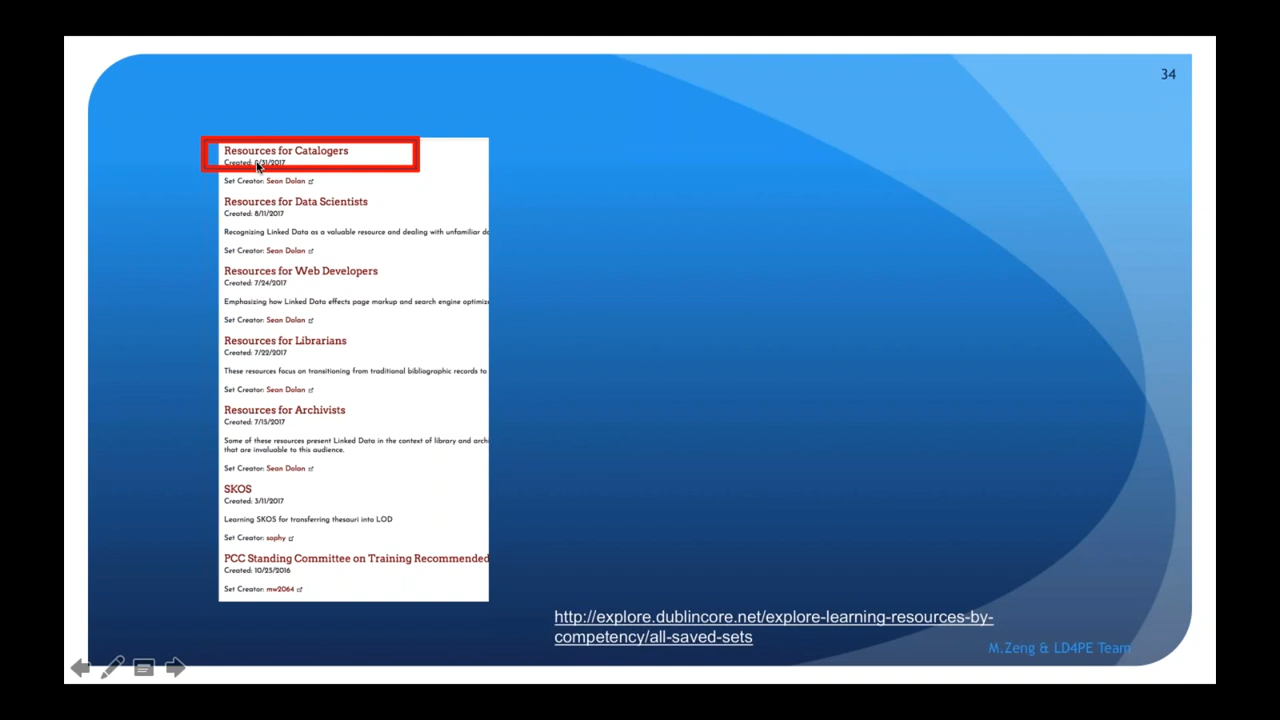 34
Resources for Catalogers
Created: /31/2017
Set Creator: Sean Dolan
Resources for Data Scientists
Created: 8/11/2017
Recognizing Linked Data as a valuable resource and dealing with unfamiliar da
Set Creator: Sean Dolan
Resources for Web Developers
Created: 7/24/2017
Emphasizing how Linked Data effects page markup and search engine optimiz
Set Creator: Sean Dolan
Resources for Librarians
Created: 7/22/2017
These resources focus on transitioning from traditional bibliographic records to
Set Creator: Sean Dolan
Resources for Archivists
Created: 7/15/2017
Some of these resources present Linked Data in the context of library and archi
that are invaluable to this audience.
Set Creator: Sean Dolan
SKOS
Created: 3/11/2017
Learning SKOS for transferring thesauri into LOD
Set Creator: sophy
PCC Standing Committee on Training Recommended
Created: 10/25/2016
Set Creator: mw2064
http://explore.dublincore.net/explore-learning-resources-by-
competency/all-saved-sets
M.Zeng & LD4PE Team